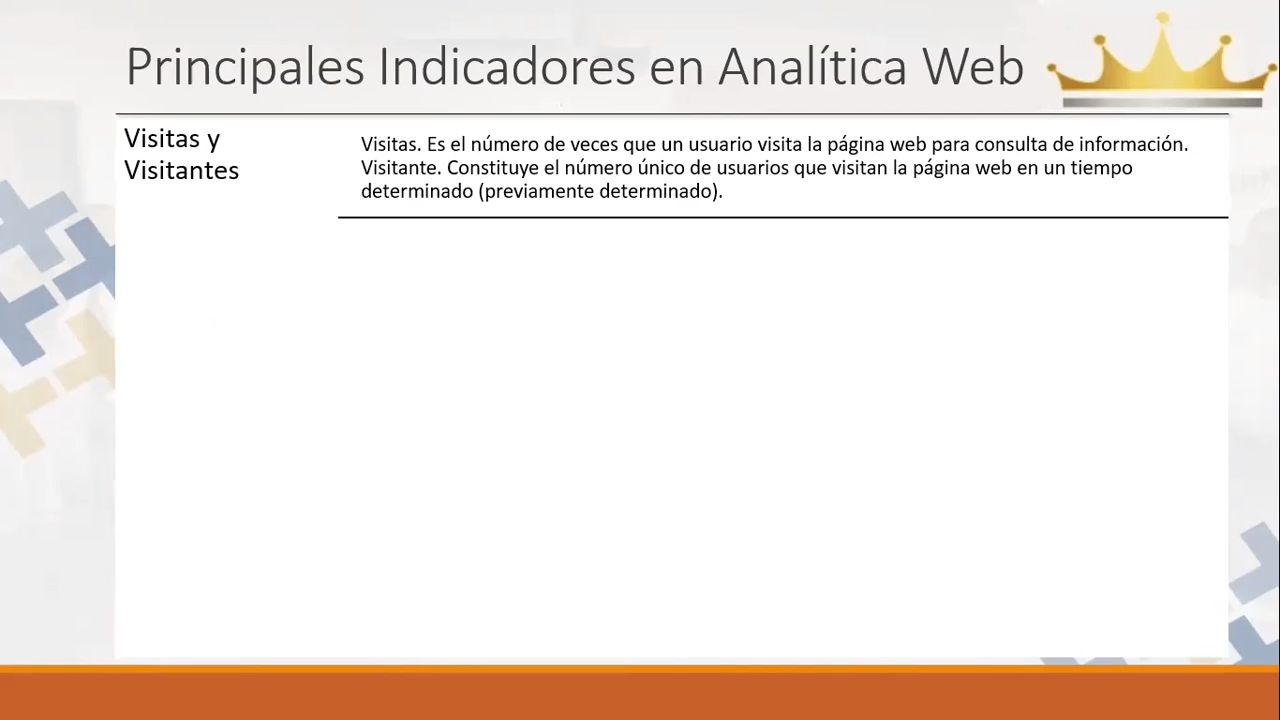 Principales Indicadores en Analítica Web
Visitas y
Visitantes
Visitas. Es el número de veces que un usuario visita la página web para consulta de información.
Visitante. Constituye el número único de usuarios que visitan la página web en un tiempo
determinado (previamente determinado).